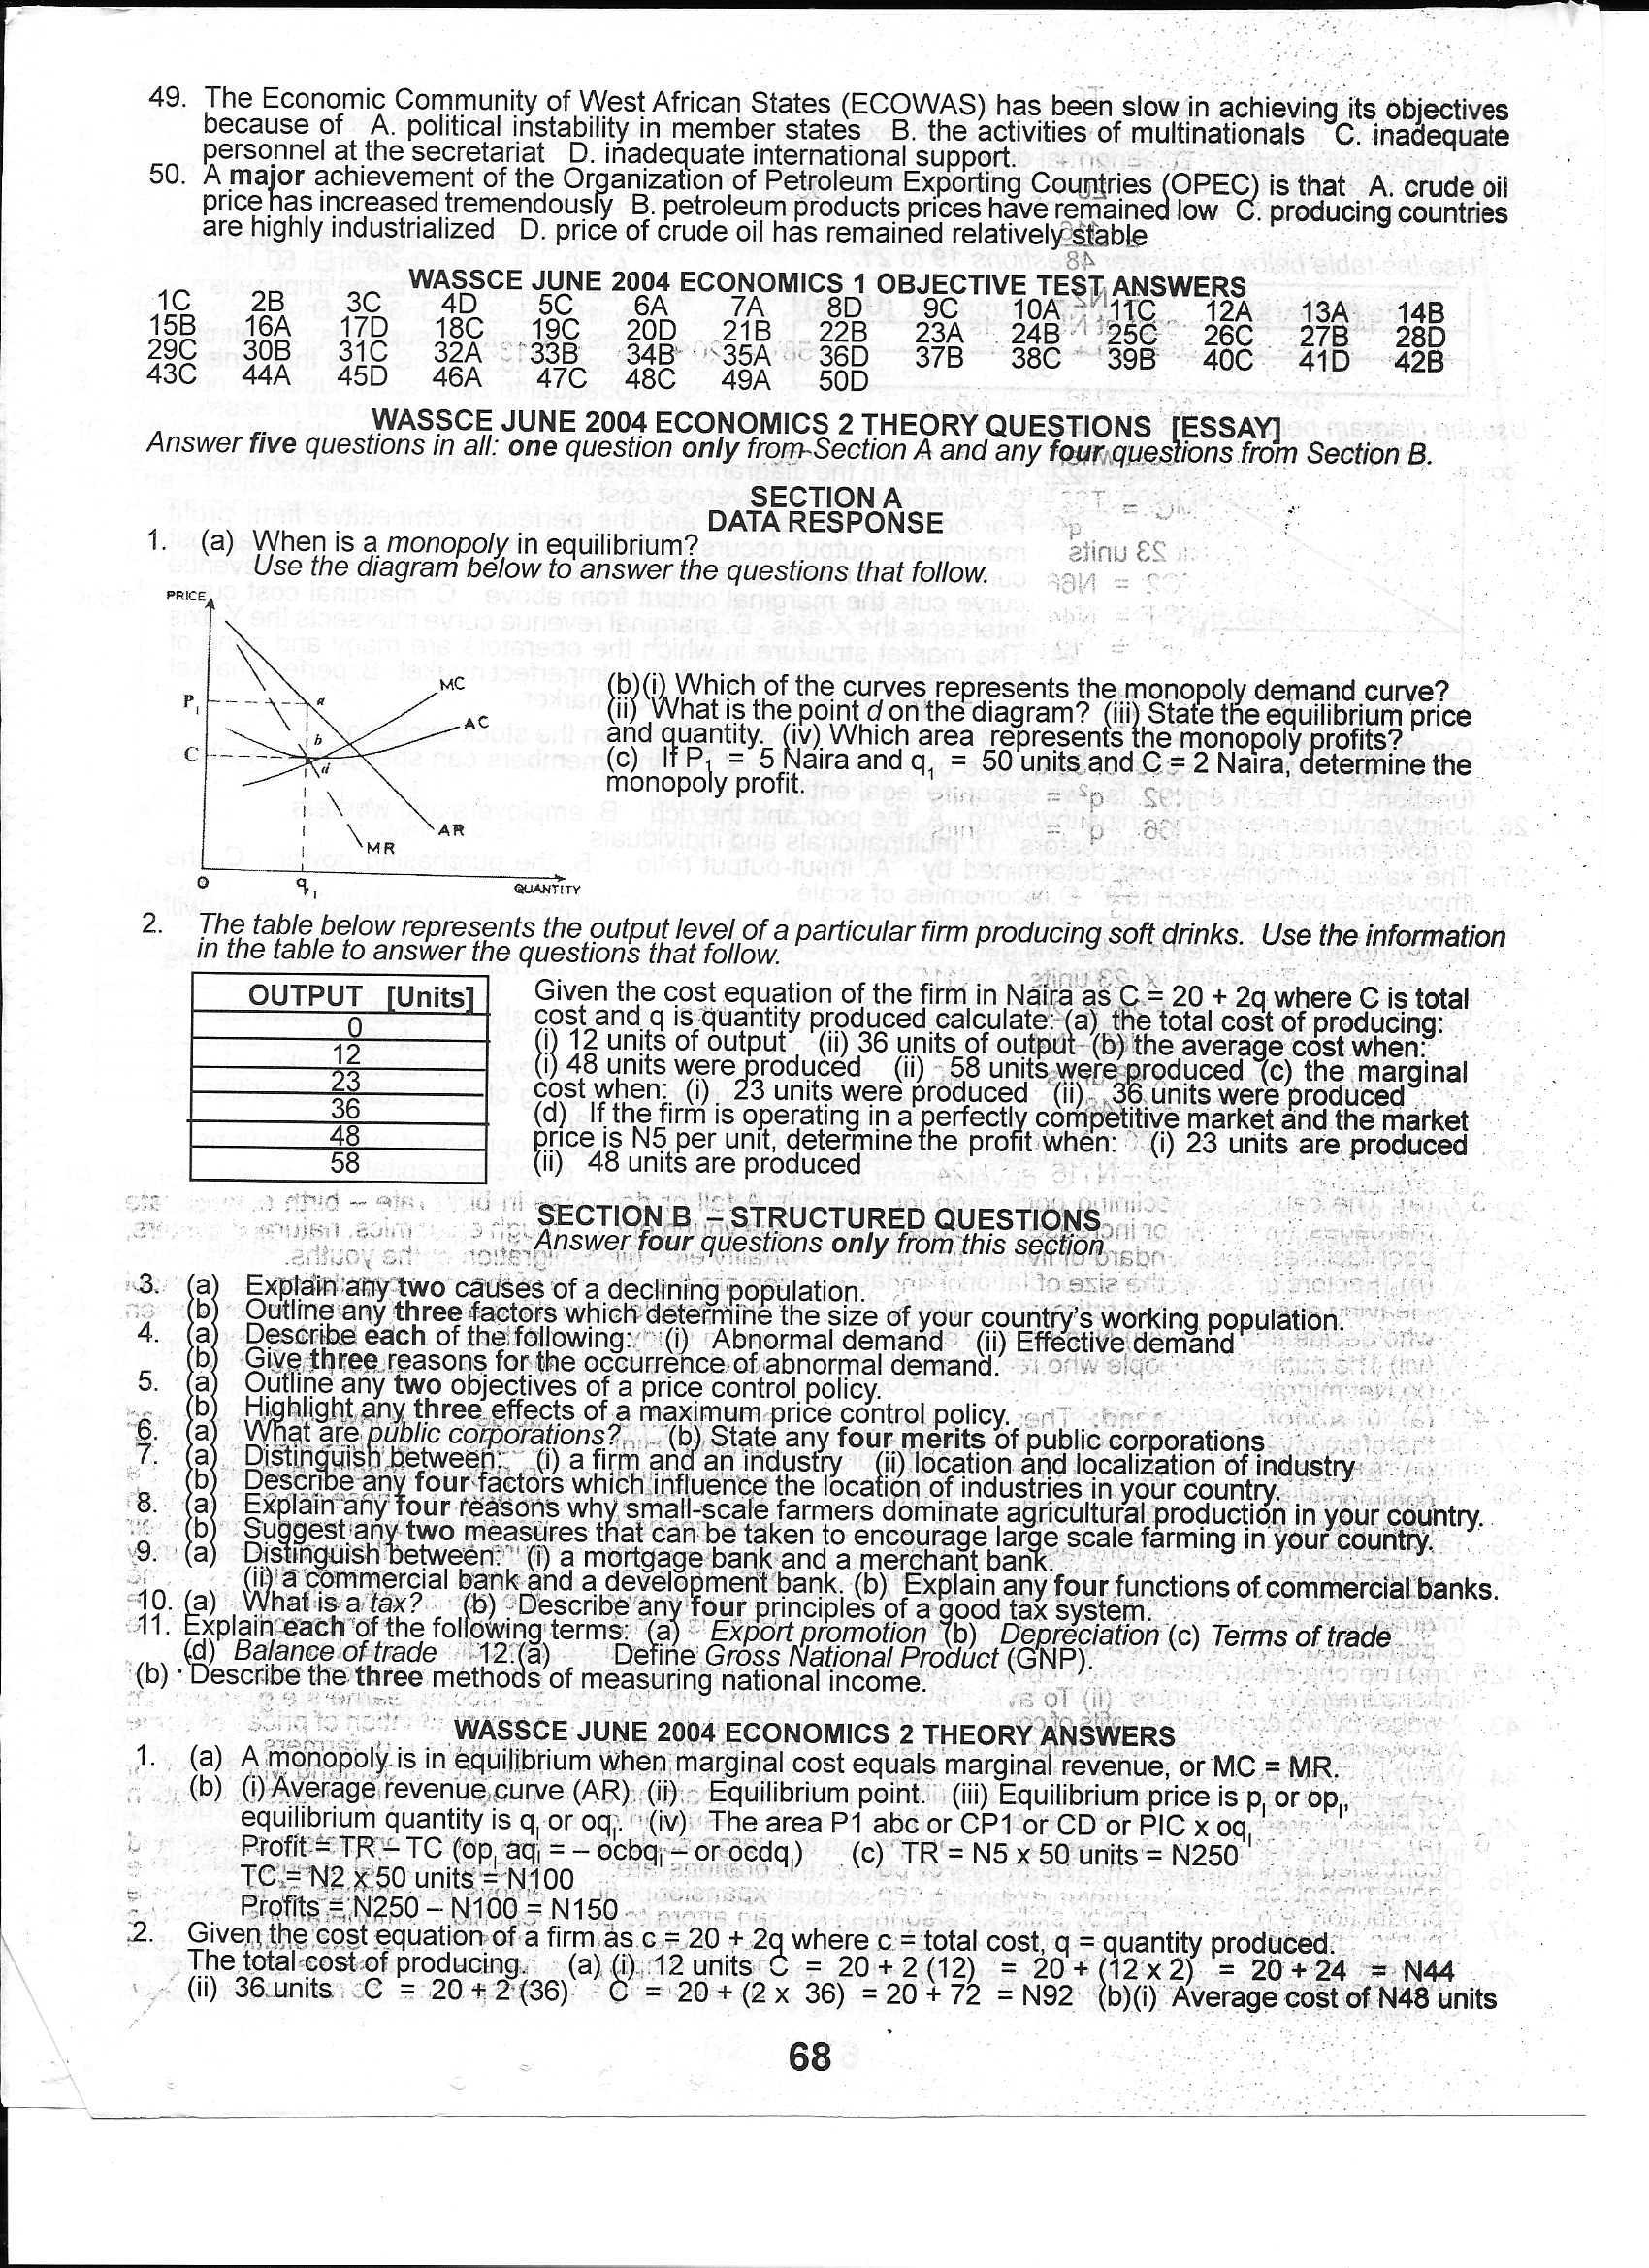 49. The Economic Community of West African States (ECOWAS) has been slow in achieving its objectives
because of A. political instability in member states B. the activities of multinationals C. inadequate
personnel at the secretariat D. inadequate international support.
50. A major achievement of the Organization of Petroleum Exporting Countries (OPEC) is that A. crude oil
price has increased tremendously B. petroleum products prices have remained low C. producing countries
are highly industrialized D. price of crude oil has remained relatively stable
WASSCE JUNE 2004 ECONOMICS 1 OBJECTIVE TEST ANSWERS
1C 2B 3C 4D 5C 6A 7A 8D 9C 10A 11C 12A 13A 14B
15B 16A 17D 18C 19C 20D 21B 22B 23A 24B 25C 26C 27B 28D
29C 30B 31C 32A 33B 34B 35A 36D 37B 38C 39B 40C 41D 42B
43C 44A 45D 46A 47C 48C 49A 50D
WASSCE JUNE 2004 ECONOMICS 2 THEORY QUESTIONS [ESSAY]
Answer five questions in all: one question only from Section A and any four questions from Section B.
SECTION A
DATA RESPONSE
1. (a) When is a monopoly in equilibrium?
Use the diagram below to answer the questions that follow.
PRICE
P1
a
MC
AC
b
C
d
AR
MR
O
q1
QUANTITY
(b)(i) Which of the curves represents the monopoly demand curve?
(ii) What is the point d on the diagram? (iii) State the equilibrium price
and quantity. (iv) Which area represents the monopoly profits?
(c) If P1 = 5 Naira and q1 = 50 units and C = 2 Naira, determine the
monopoly profit.
2. The table below represents the output level of a particular firm producing soft drinks. Use the information
in the table to answer the questions that follow.
OUTPUT [Units]
0
12
23
36
48
58
Given the cost equation of the firm in Naira as C = 20 + 2q where C is total
cost and q is quantity produced calculate: (a) the total cost of producing:
(i) 12 units of output (ii) 36 units of output (b) the average cost when:
(i) 48 units were produced (ii) 58 units were produced (c) the marginal
cost when: (i) 23 units were produced (ii) 36 units were produced
(d) If the firm is operating in a perfectly competitive market and the market
price is N5 per unit, determine the profit when: (i) 23 units are produced
(ii) 48 units are produced
SECTION B – STRUCTURED QUESTIONS
Answer four questions only from this section
3. (a) Explain any two causes of a declining population.
(b) Outline any three factors which determine the size of your country's working population.
4. (a) Describe each of the following: (i) Abnormal demand (ii) Effective demand
(b) Give three reasons for the occurrence of abnormal demand.
5. (a) Outline any two objectives of a price control policy.
(b) Highlight any three effects of a maximum price control policy.
6. (a) What are public corporations? (b) State any four merits of public corporations
7. (a) Distinguish between: (i) a firm and an industry (ii) location and localization of industry
(b) Describe any four factors which influence the location of industries in your country.
8. (a) Explain any four reasons why small-scale farmers dominate agricultural production in your country.
(b) Suggest any two measures that can be taken to encourage large scale farming in your country.
9. (a) Distinguish between: (i) a mortgage bank and a merchant bank.
(ii) a commercial bank and a development bank. (b) Explain any four functions of commercial banks.
10. (a) What is a tax? (b) Describe any four principles of a good tax system.
11. Explain each of the following terms: (a) Export promotion (b) Depreciation (c) Terms of trade
(d) Balance of trade 12.(a) Define Gross National Product (GNP).
(b) Describe the three methods of measuring national income.
WASSCE JUNE 2004 ECONOMICS 2 THEORY ANSWERS
1. (a) A monopoly is in equilibrium when marginal cost equals marginal revenue, or MC = MR.
(b) (i) Average revenue curve (AR) (ii) Equilibrium point. (iii) Equilibrium price is p1 or op1,
equilibrium quantity is q1 or oq1. (iv) The area P1 abc or CP1 or CD or PIC x oq1
Profit = TR – TC (op1 aq1 = – ocbq1 – or ocdq1) (c) TR = N5 x 50 units = N250
TC = N2 x 50 units = N100
Profits = N250 – N100 = N150
2. Given the cost equation of a firm as c = 20 + 2q where c = total cost, q = quantity produced.
The total cost of producing. (a) (i) 12 units C = 20 + 2 (12) = 20 + (12 x 2) = 20 + 24 = N44
(ii) 36 units C = 20 + 2 (36) C = 20 + (2 x 36) = 20 + 72 = N92 (b)(i) Average cost of N48 units
68